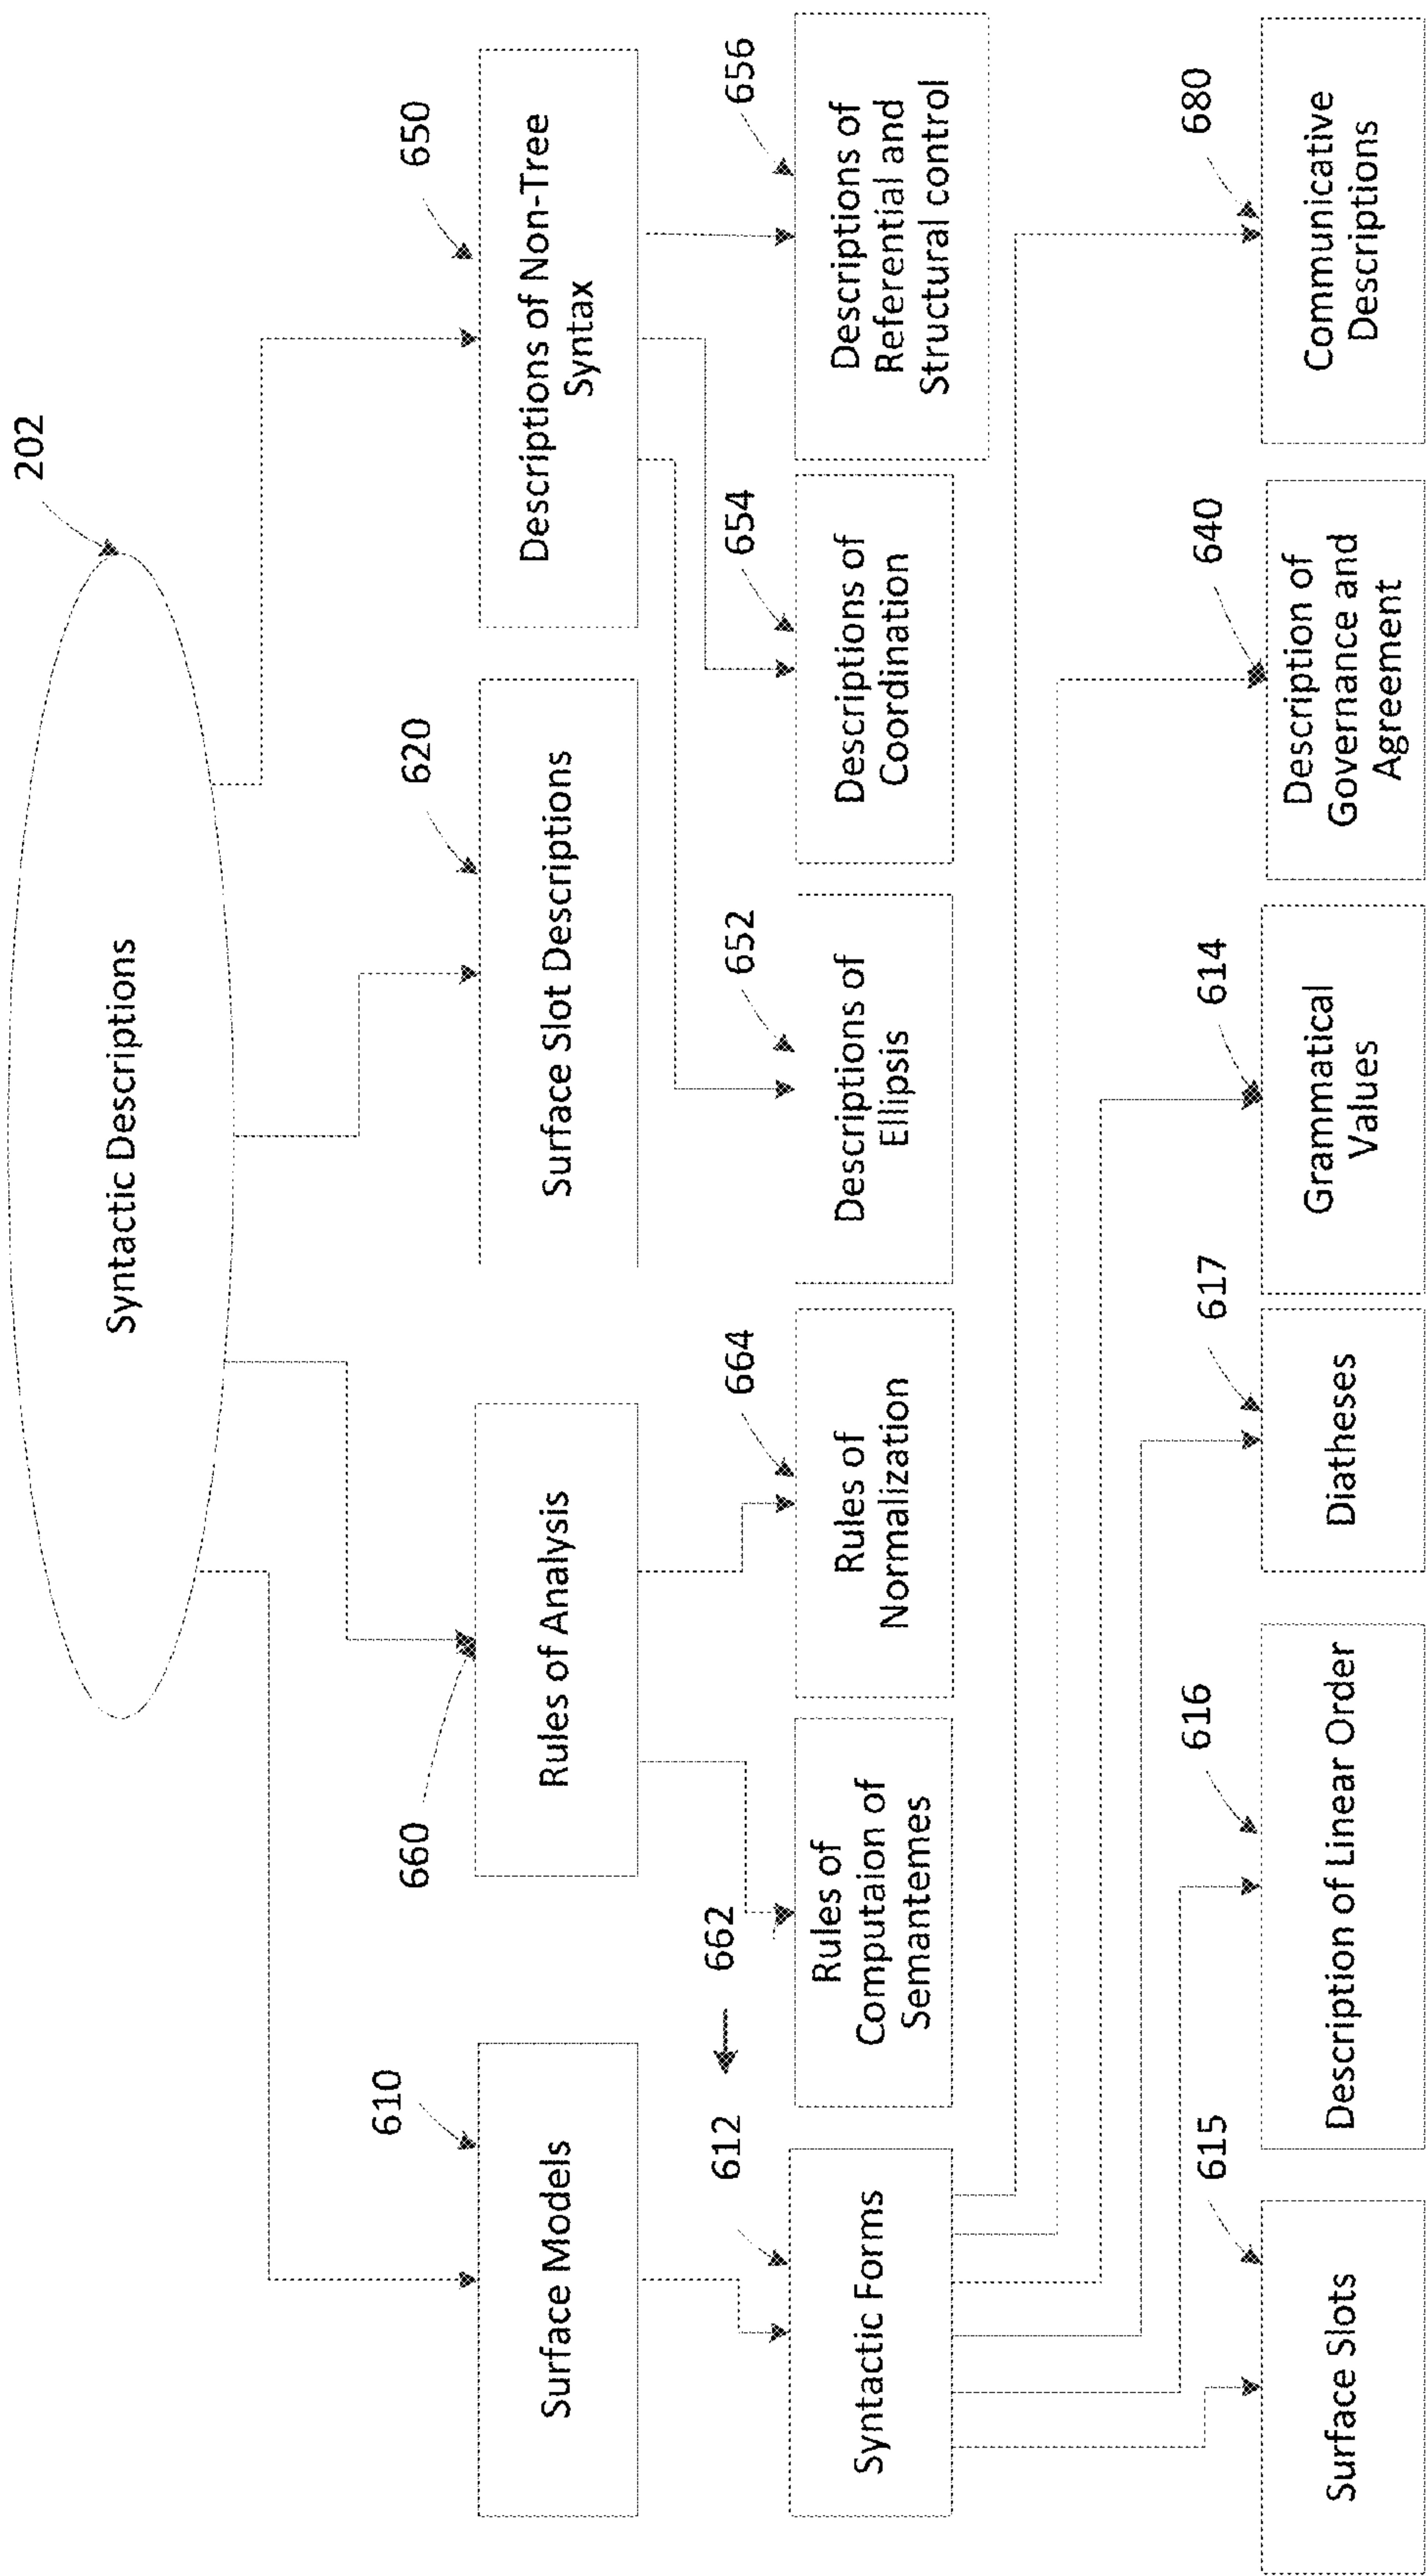 202
Syntactic Descriptions
610
660
620
650
Surface Models
Rules of Analysis
Surface Slot Descriptions
Descriptions of Non-Tree
Syntax
612
662
664
652
654
656
Syntactic Forms
Rules of
Computaion of
Semantemes
Rules of
Normalization
Descriptions of
Ellipsis
Descriptions of
Coordination
Descriptions of
Referential and
Structural control
615
616
617
614
640
680
Surface Slots
Description of Linear Order
Diatheses
Grammatical
Values
Description of
Governance and
Agreement
Communicative
Descriptions